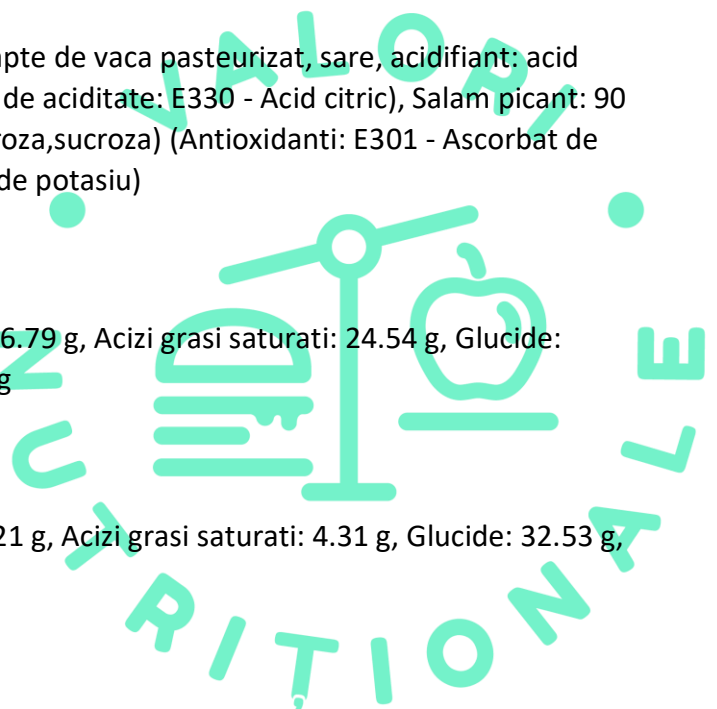 pte de vaca pasteurizat, sare, acidifiant: acid
de aciditate: E330 - Acid citric), Salam picant: 90
roza,sucroza) (Antioxidanti: E301 - Ascorbat de
de potasiu)
6.79 g, Acizi grasi saturati: 24.54 g, Glucide:
g
21 g, Acizi grasi saturati: 4.31 g, Glucide: 32.53 g,
VALORI
NUTRITIONALE